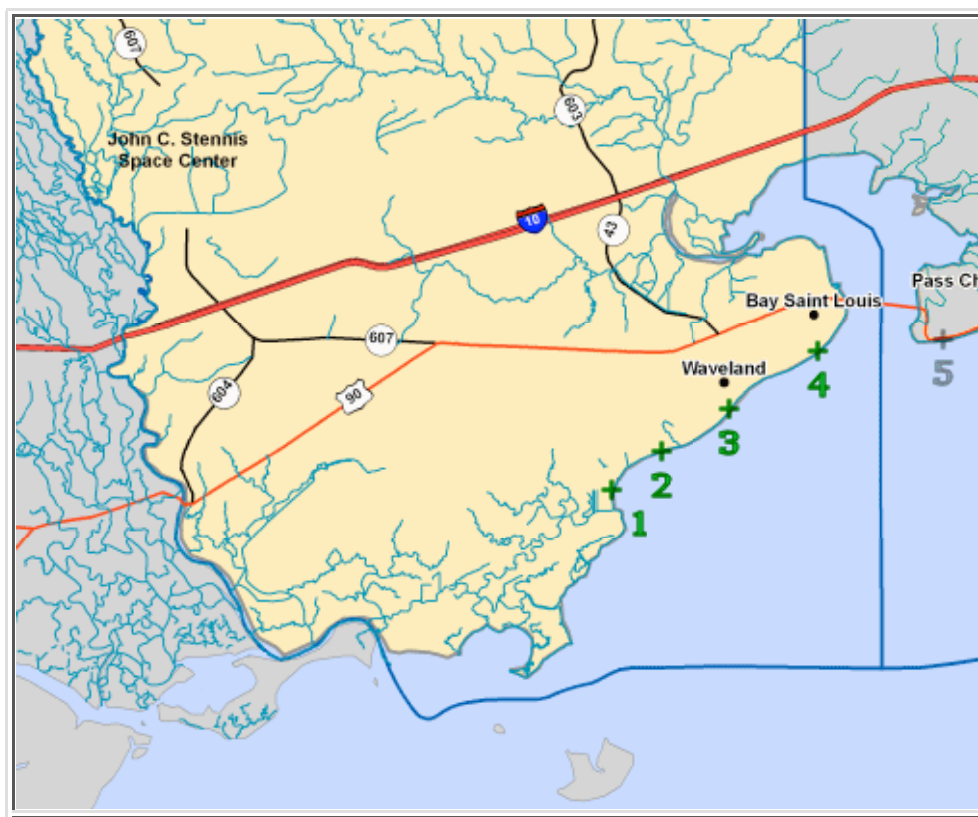 607
John C. Stennis
Space Center
603
10
43
Pass Ch
Bay Saint Louis
607
5
4
Waveland
604
90
3
2
1